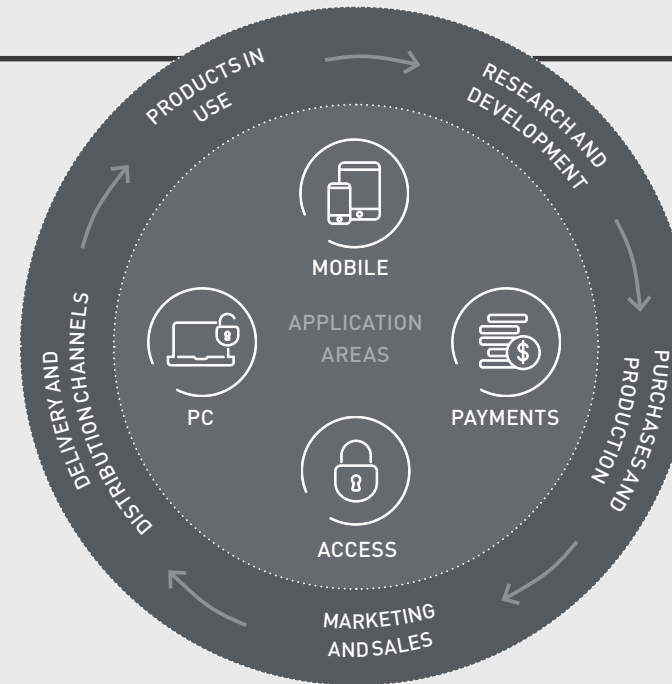 PRODUCTS IN
USE
RESEARCH AND
DEVELOPMENT
MOBILE
APPLICATION
AREAS
PC
PAYMENTS
$
DELIVERY AND
DISTRIBUTION CHANNELS
PURCHASES AND
PRODUCTION
ACCESS
MARKETING
AND SALES